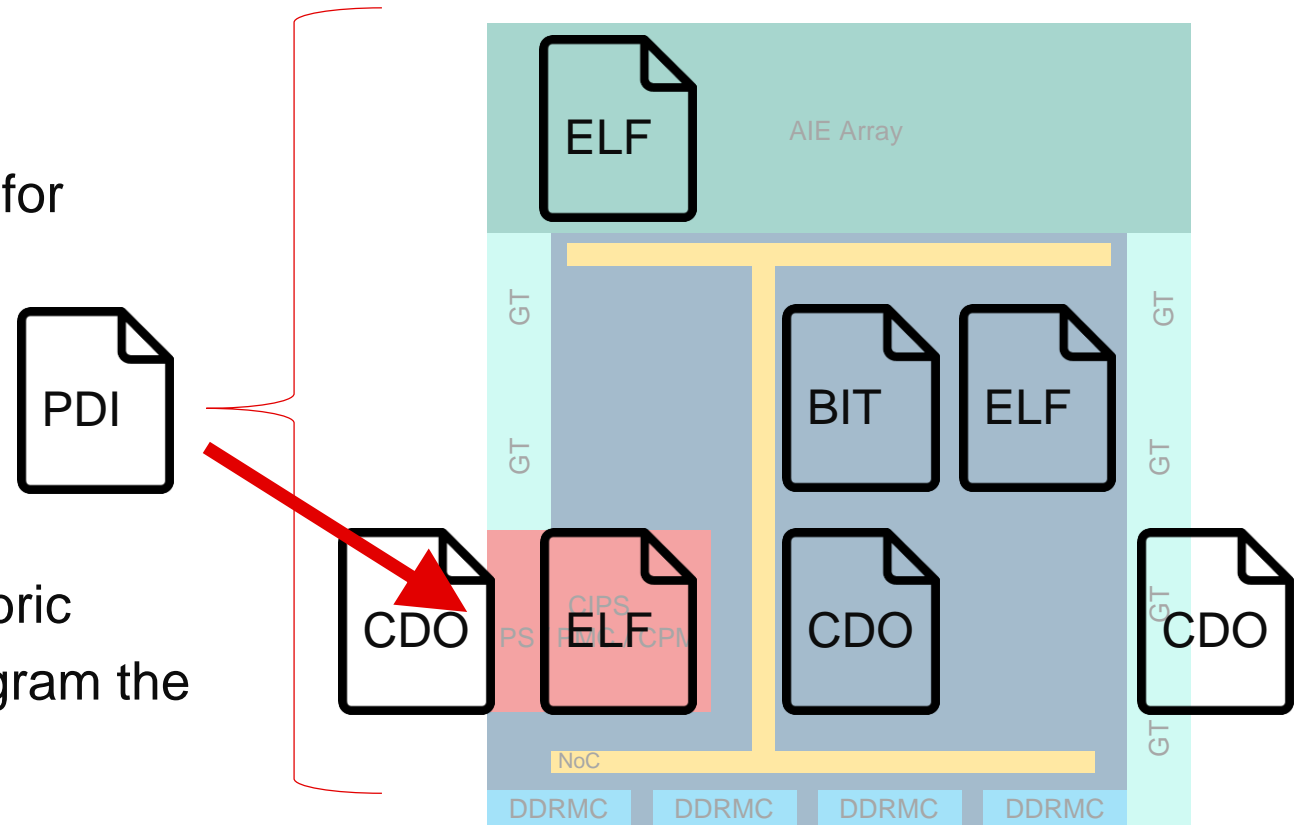 ELF
AIE Array
for
GT
GT
PDI
BIT
ELF
GT
GT
oric
CDO
PS
CIPS
PMC
CPM
ELF
CDO
GT
CDO
gram the
GT
NoC
DDRMC
DDRMC
DDRMC
DDRMC